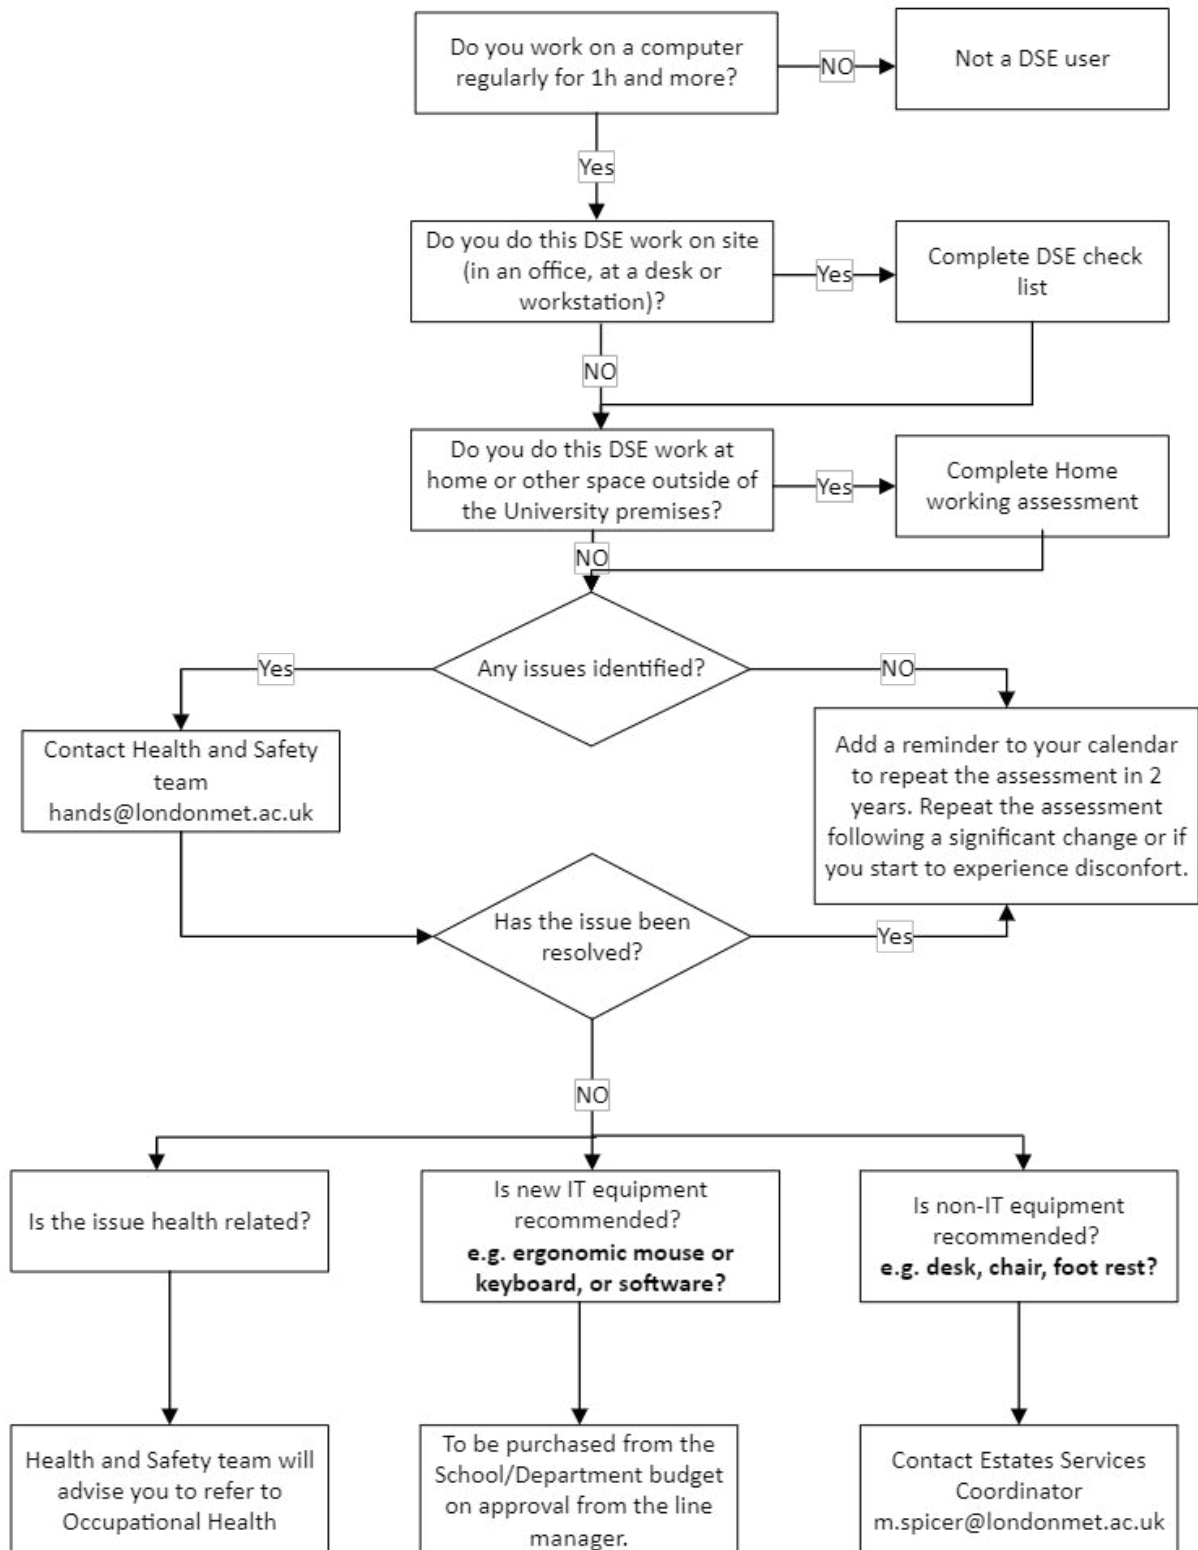 Do you work on a computer
regularly for 1h and more?
NO
Not a DSE user
Yes
Do you do this DSE work on site
(in an office, at a desk or
workstation)?
Yes
Complete DSE check
list
NO
Do you do this DSE work at
home or other space outside of
the University premises?
Yes
Complete Home
working assessment
NO
Any issues identified?
Yes
NO
Contact Health and Safety
team
hands@londonmet.ac.uk
Add a reminder to your calendar
to repeat the assessment in 2
years. Repeat the assessment
following a significant change or if
you start to experience disconfort.
Has the issue been
resolved?
Yes
NO
Is the issue health related?
Is new IT equipment
recommended?
e.g. ergonomic mouse or
keyboard, or software?
Is non-IT equipment
recommended?
e.g. desk, chair, foot rest?
Health and Safety team will
advise you to refer to
Occupational Health
To be purchased from the
School/Department budget
on approval from the line
manager.
Contact Estates Services
Coordinator
m.spicer@londonmet.ac.uk